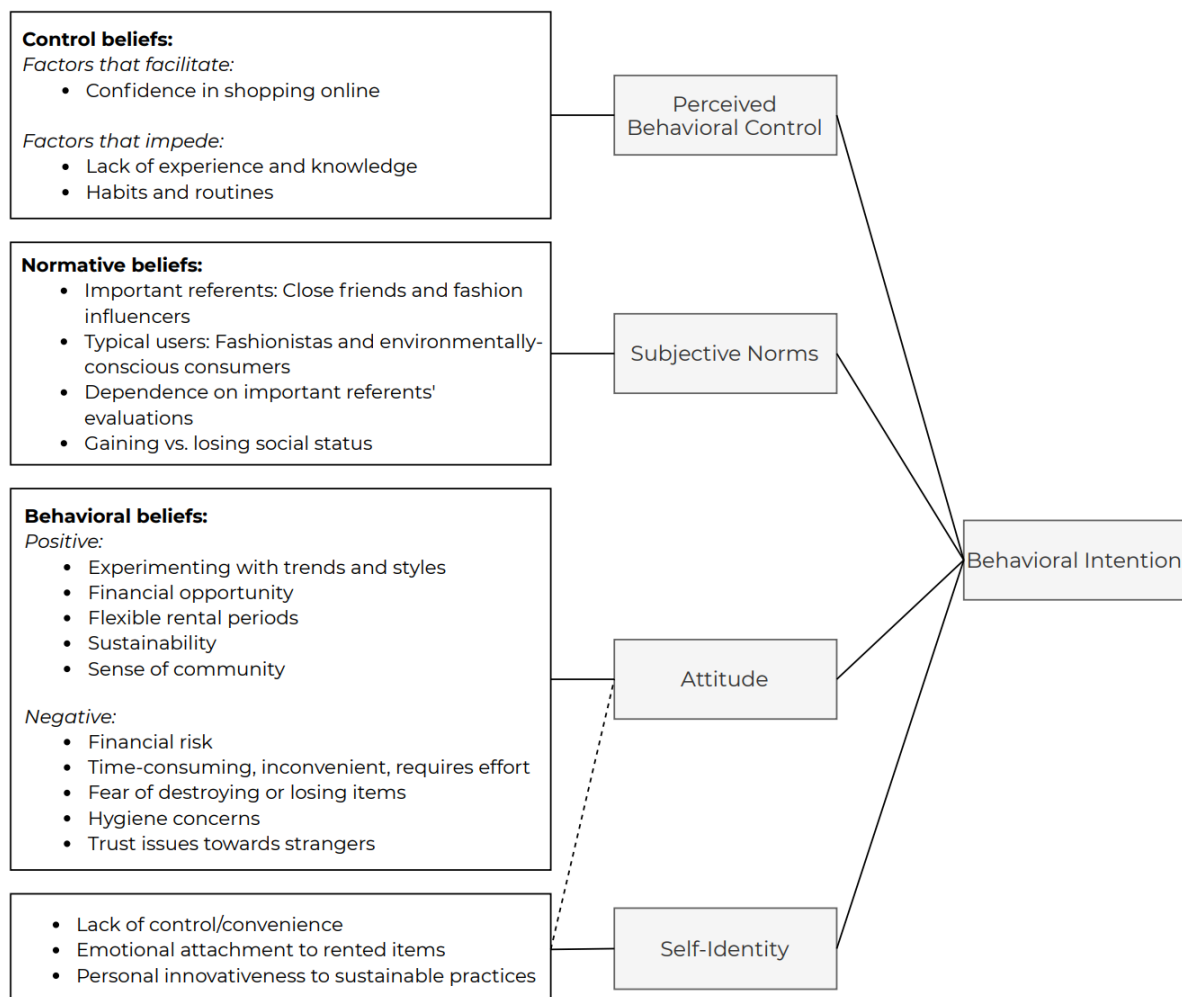 Control beliefs:
Factors that facilitate:
• Confidence in shopping online
Factors that impede:
• Lack of experience and knowledge
• Habits and routines
Perceived
Behavioral Control
Normative beliefs:
• Important referents: Close friends and fashion
influencers
• Typical users: Fashionistas and environmentally-
conscious consumers
• Dependence on important referents'
evaluations
• Gaining vs. losing social status
Subjective Norms
Behavioral beliefs:
Positive:
• Experimenting with trends and styles
• Financial opportunity
• Flexible rental periods
• Sustainability
• Sense of community
Negative:
• Financial risk
• Time-consuming, inconvenient, requires effort
• Fear of destroying or losing items
• Hygiene concerns
• Trust issues towards strangers
Attitude
Behavioral Intention
• Lack of control/convenience
• Emotional attachment to rented items
• Personal innovativeness to sustainable practices
Self-Identity